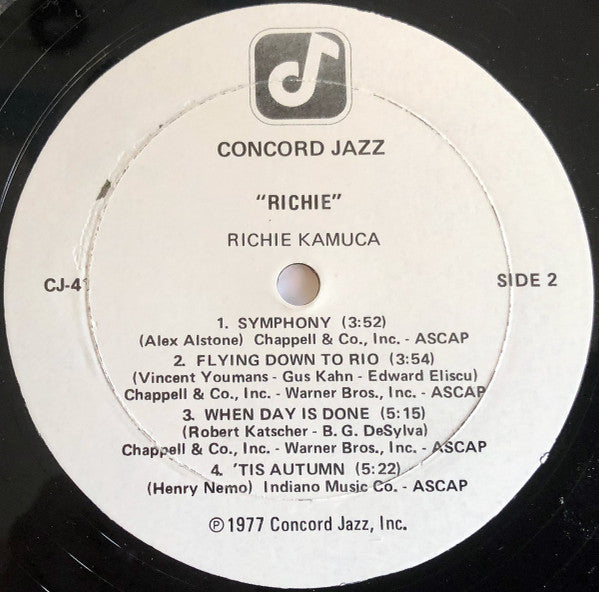 CONCORD JAZZ
"RICHIE"
RICHIE KAMUCA
CJ-41
SIDE 2
1. SYMPHONY (3:52)
(Alex Alstone) Chappell & Co., Inc. - ASCAP
2. FLYING DOWN TO RIO (3:54)
(Vincent Youmans - Gus Kahn - Edward Eliscu)
Chappell & Co., Inc. - Warner Bros., Inc. - ASCAP
3. WHEN DAY IS DONE (5:15)
(Robert Katscher - B. G. DeSylva)
Chappell & Co., Inc. - Warner Bros., Inc. - ASCAP
4. 'TIS AUTUMN (5:22)
(Henry Nemo) Indiano Music Co. - ASCAP
℗ 1977 Concord Jazz, Inc.